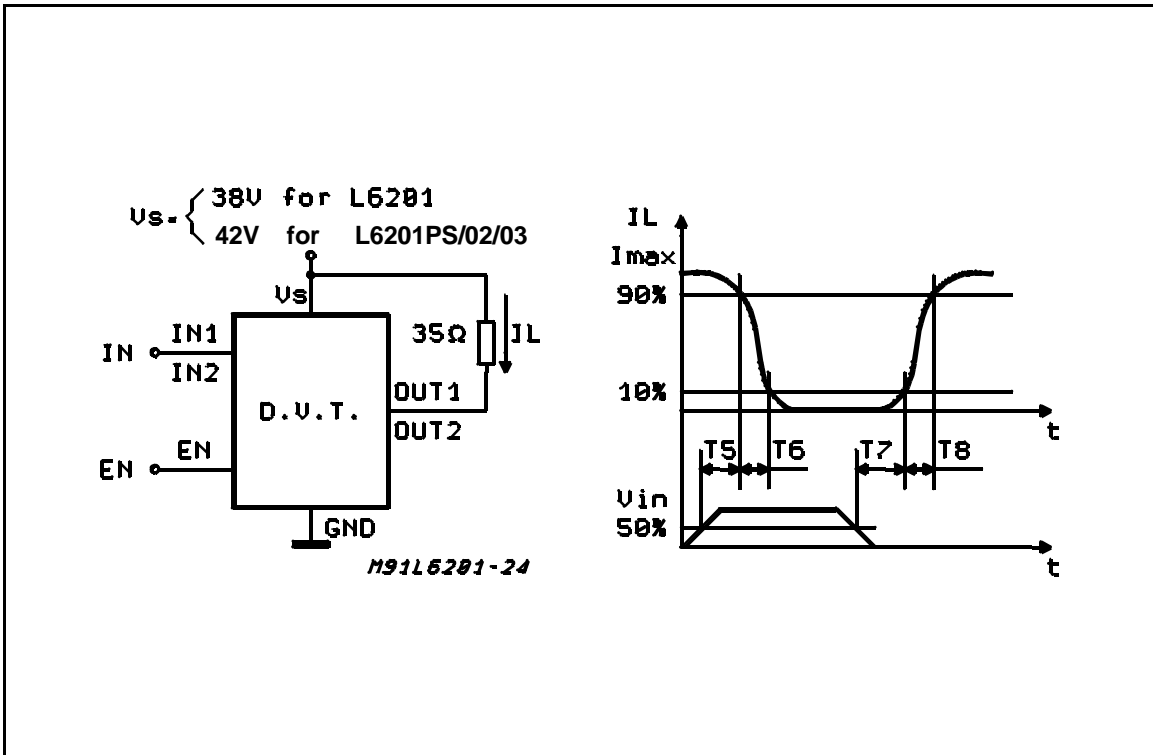 Vs= 38V for L6201
42V for L6201PS/02/03
Vs
IN IN1
IN2
EN EN
D.U.T.
OUT1
OUT2
35Ω IL
GND
M91L6201-24
IL
Imax
90%
10%
t
T5 T6 T7 T8
Vin
50%
t